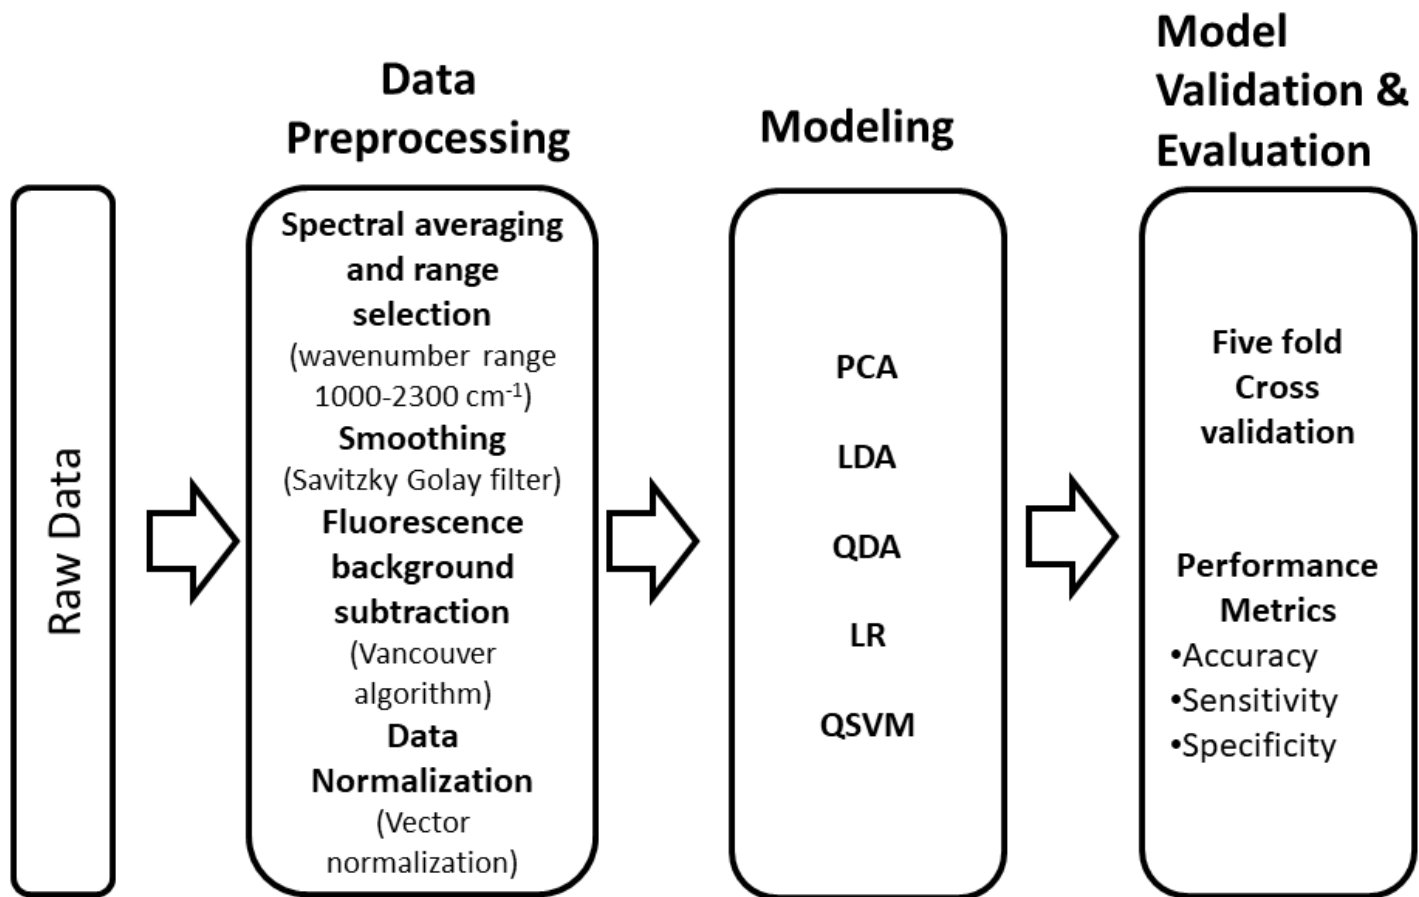 Raw Data
Data
Preprocessing
Spectral averaging
and range
selection
(wavenumber range
1000-2300 cm⁻¹)
Smoothing
(Savitzky Golay filter)
Fluorescence
background
subtraction
(Vancouver
algorithm)
Data
Normalization
(Vector
normalization)
Modeling
PCA
LDA
QDA
LR
QSVM
Model
Validation &
Evaluation
Five fold
Cross
validation
Performance
Metrics
•Accuracy
•Sensitivity
•Specificity